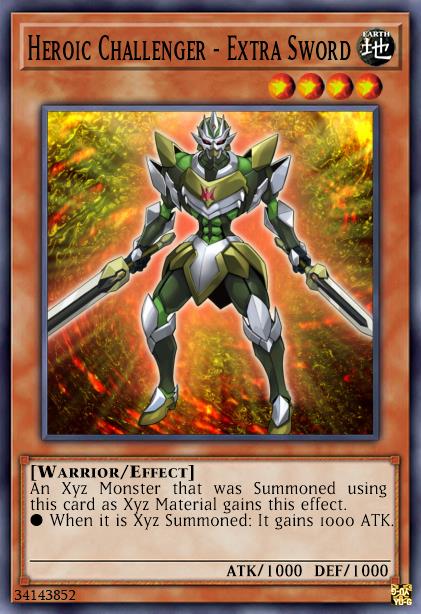 Heroic Challenger - Extra Sword
EARTH
地
[Warrior/Effect]
An Xyz Monster that was Summoned using
this card as Xyz Material gains this effect.
● When it is Xyz Summoned: It gains 1000 ATK.
ATK/1000 DEF/1000
34143852